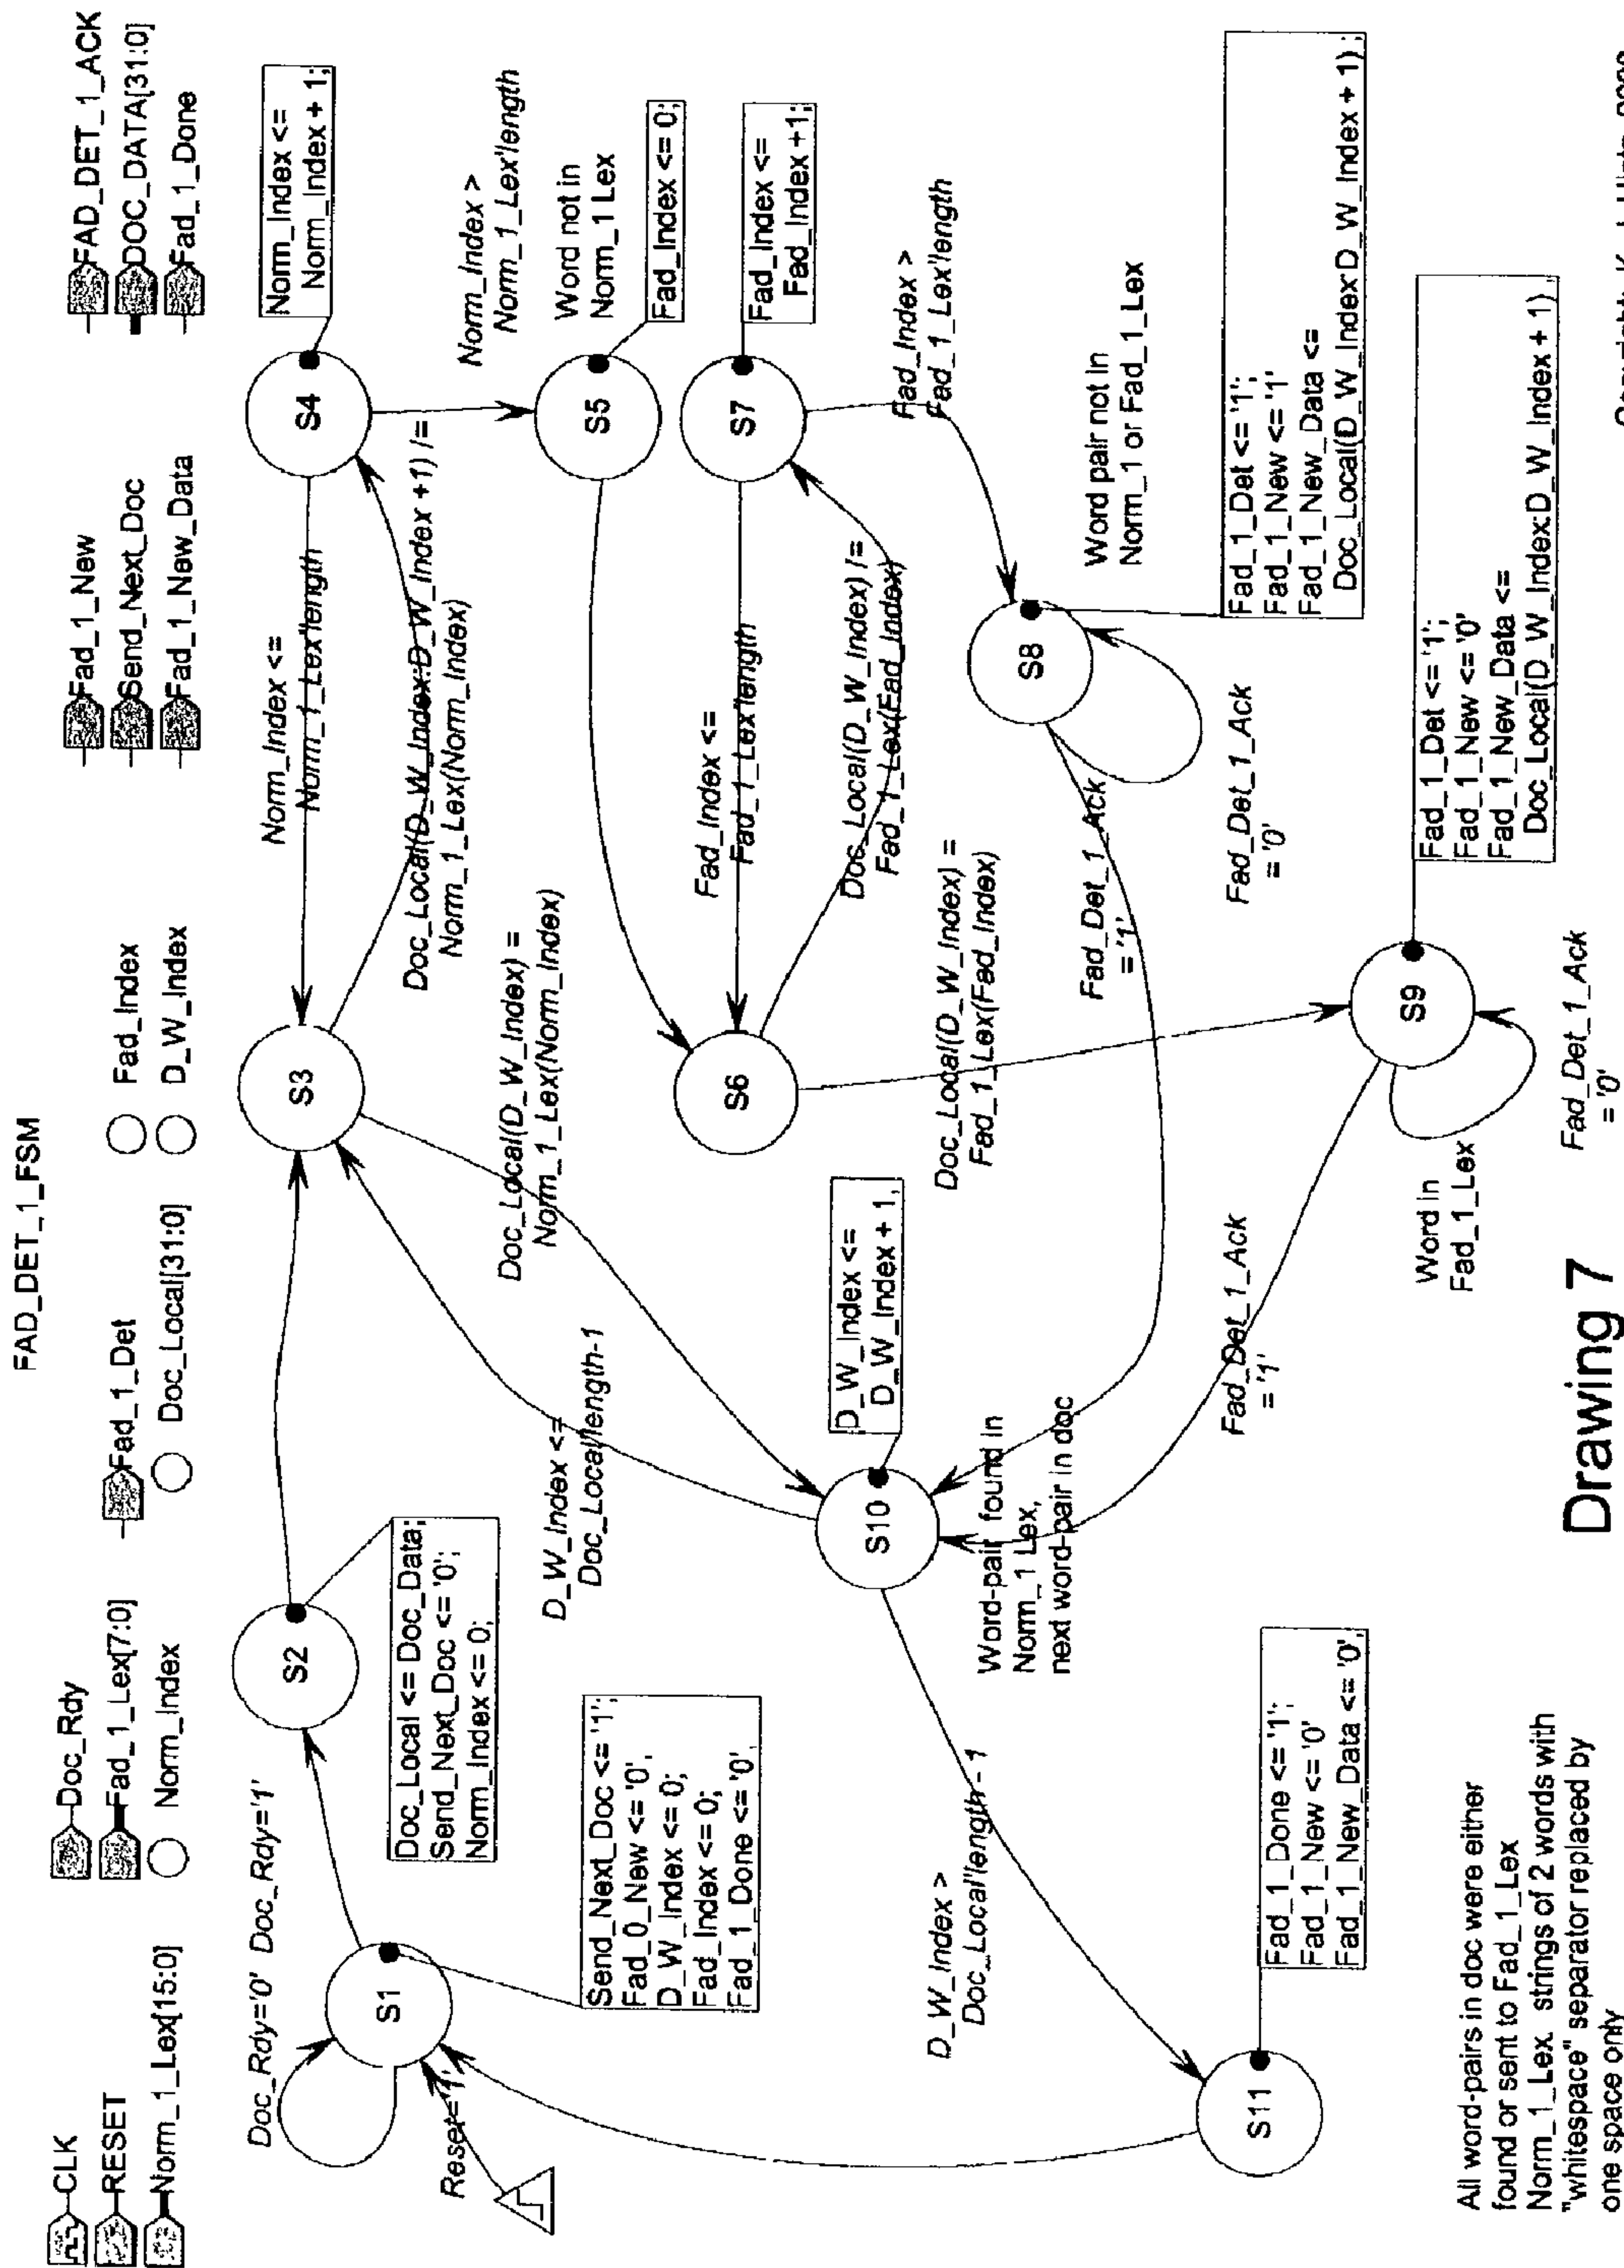 FAD_DET_1_FSM
CLK
RESET
Norm_1_Lex[15:0]
Doc_Rdy
Fad_1_Lex[7:0]
Norm_Index
Fad_1_Det
Doc_Local[31:0]
Fad_Index
D_W_Index
Fad_1_New
Send_Next_Doc
Fad_1_New_Data
FAD_DET_1_ACK
DOC_DATA[31:0]
Fad_1_Done
Doc_Rdy='0'
Doc_Rdy='1'
Reset='1'
S1
Send_Next_Doc <= '1';
Fad_0_New <= '0',
D_W_Index <= 0;
Fad_Index <= 0;
Fad_1_Done <= '0',
S2
Doc_Local <= Doc_Data;
Send_Next_Doc <= '0';
Norm_Index <= 0;
S3
Norm_Index <=
Norm_1_Lex'length
Doc_Local(D_W_Index:D_W_Index +1) /=
Norm_1_Lex(Norm_Index)
S4
Norm_Index <=
Norm_Index + 1;
Norm_Index >
Norm_1_Lex'length
Word not in
Norm_1 Lex
S5
Fad_Index <= 0;
Doc_Local(D_W_Index) =
Norm_1_Lex(Norm_Index)
D_W_Index <=
Doc_Local'length-1
S6
Fad_Index <=
Fad_1_Lex'length
Doc_Local(D_W_Index) /=
Fad_1_Lex(Fad_Index)
S7
Fad_Index <=
Fad_Index +1;
Fad_Index >
Fad_1_Lex'length
Doc_Local(D_W_Index) =
Fad_1_Lex(Fad_Index)
S8
Word pair not in
Norm_1 or Fad_1_Lex
Fad_1_Det <= '1';
Fad_1_New <= '1'
Fad_1_New_Data <=
Doc_Local(D_W_Index:D_W_Index + 1) ;
Fad_Det_1_Ack
= '1'
Fad_Det_1_Ack
= '0'
S10
D_W_Index <=
D_W_Index + 1,
Word-pair found in
Norm_1 Lex,
next word-pair in doc
S9
Word in
Fad_1_Lex
Fad_1_Det <= '1';
Fad_1_New <= '0'
Fad_1_New_Data <=
Doc_Local(D_W_Index:D_W_Index + 1) ;
Fad_Det_1_Ack
= '1'
Fad_Det_1_Ack
= '0'
D_W_Index >
Doc_Local'length - 1
S11
Fad_1_Done <= '1';
Fad_1_New <= '0'
Fad_1_New_Data <= '0',
All word-pairs in doc were either
found or sent to Fad_1_Lex
Norm_1_Lex. strings of 2 words with
"whitespace" separator replaced by
one space only
Drawing 7